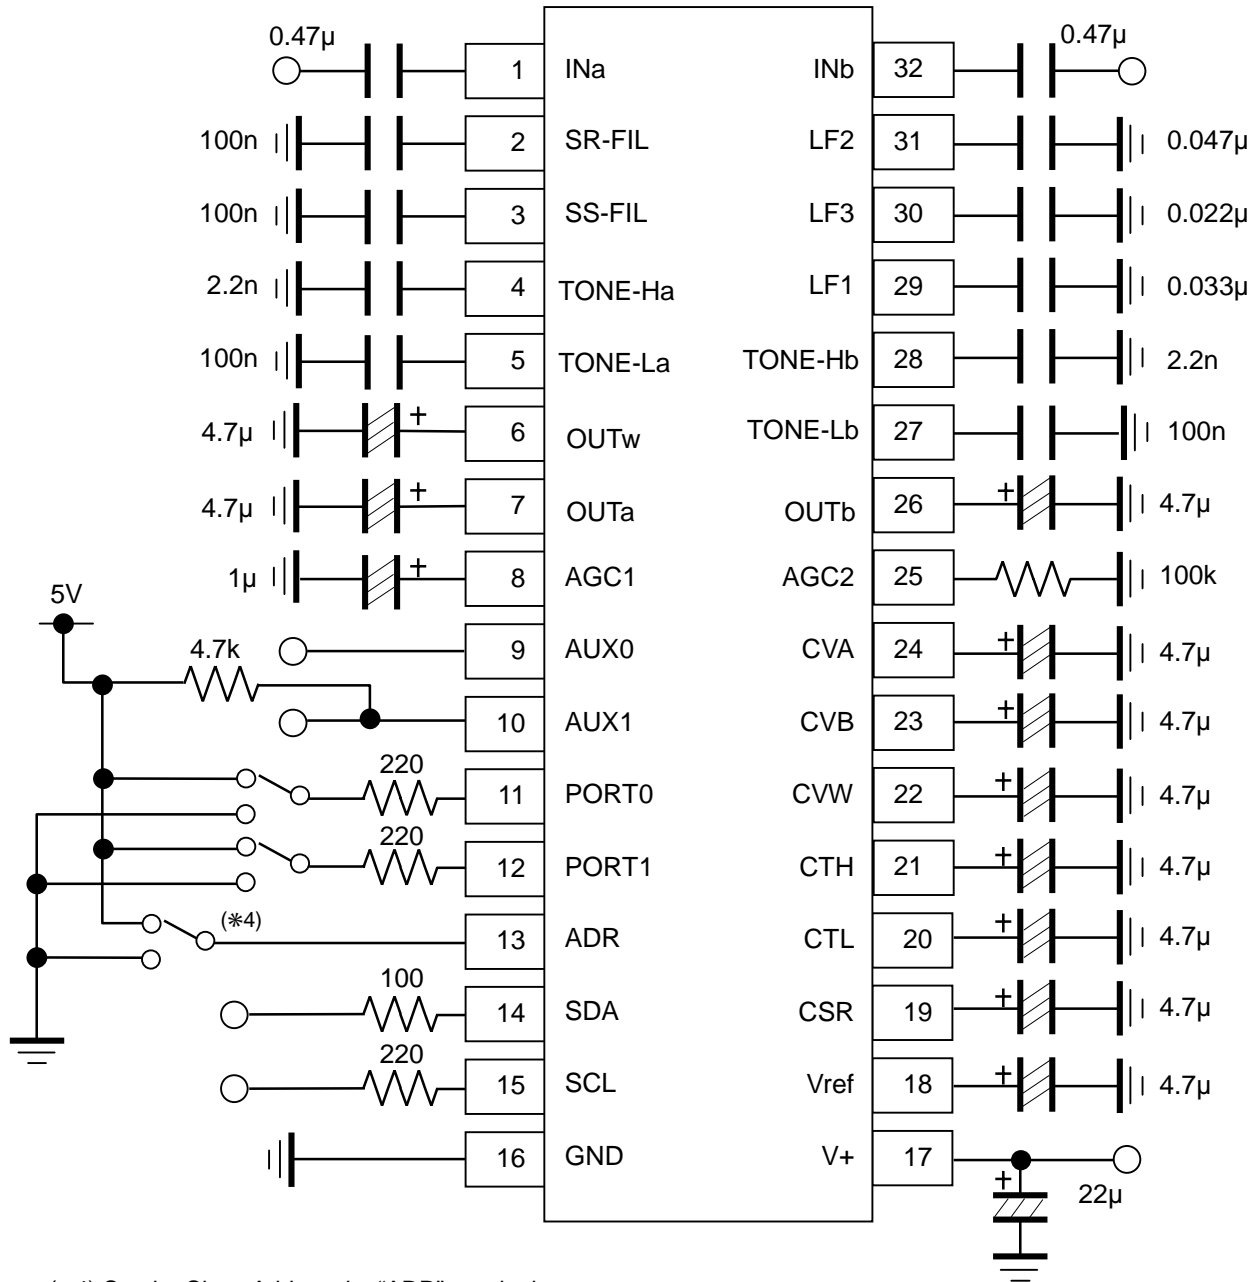 0.47µ 1 INa INb 32 0.47µ
100n 2 SR-FIL LF2 31 0.047µ
100n 3 SS-FIL LF3 30 0.022µ
2.2n 4 TONE-Ha LF1 29 0.033µ
100n 5 TONE-La TONE-Hb 28 2.2n
4.7µ + 6 OUTw TONE-Lb 27 100n
4.7µ + 7 OUTa OUTb 26 + 4.7µ
1µ + 8 AGC1 AGC2 25 100k
5V
9 AUX0 CVA 24 + 4.7µ
4.7k
10 AUX1 CVB 23 + 4.7µ
220
11 PORT0 CVW 22 + 4.7µ
220
12 PORT1 CTH 21 + 4.7µ
(※4) 13 ADR CTL 20 + 4.7µ
100
14 SDA CSR 19 + 4.7µ
220
15 SCL Vref 18 + 4.7µ
16 GND V+ 17
+ 22µ